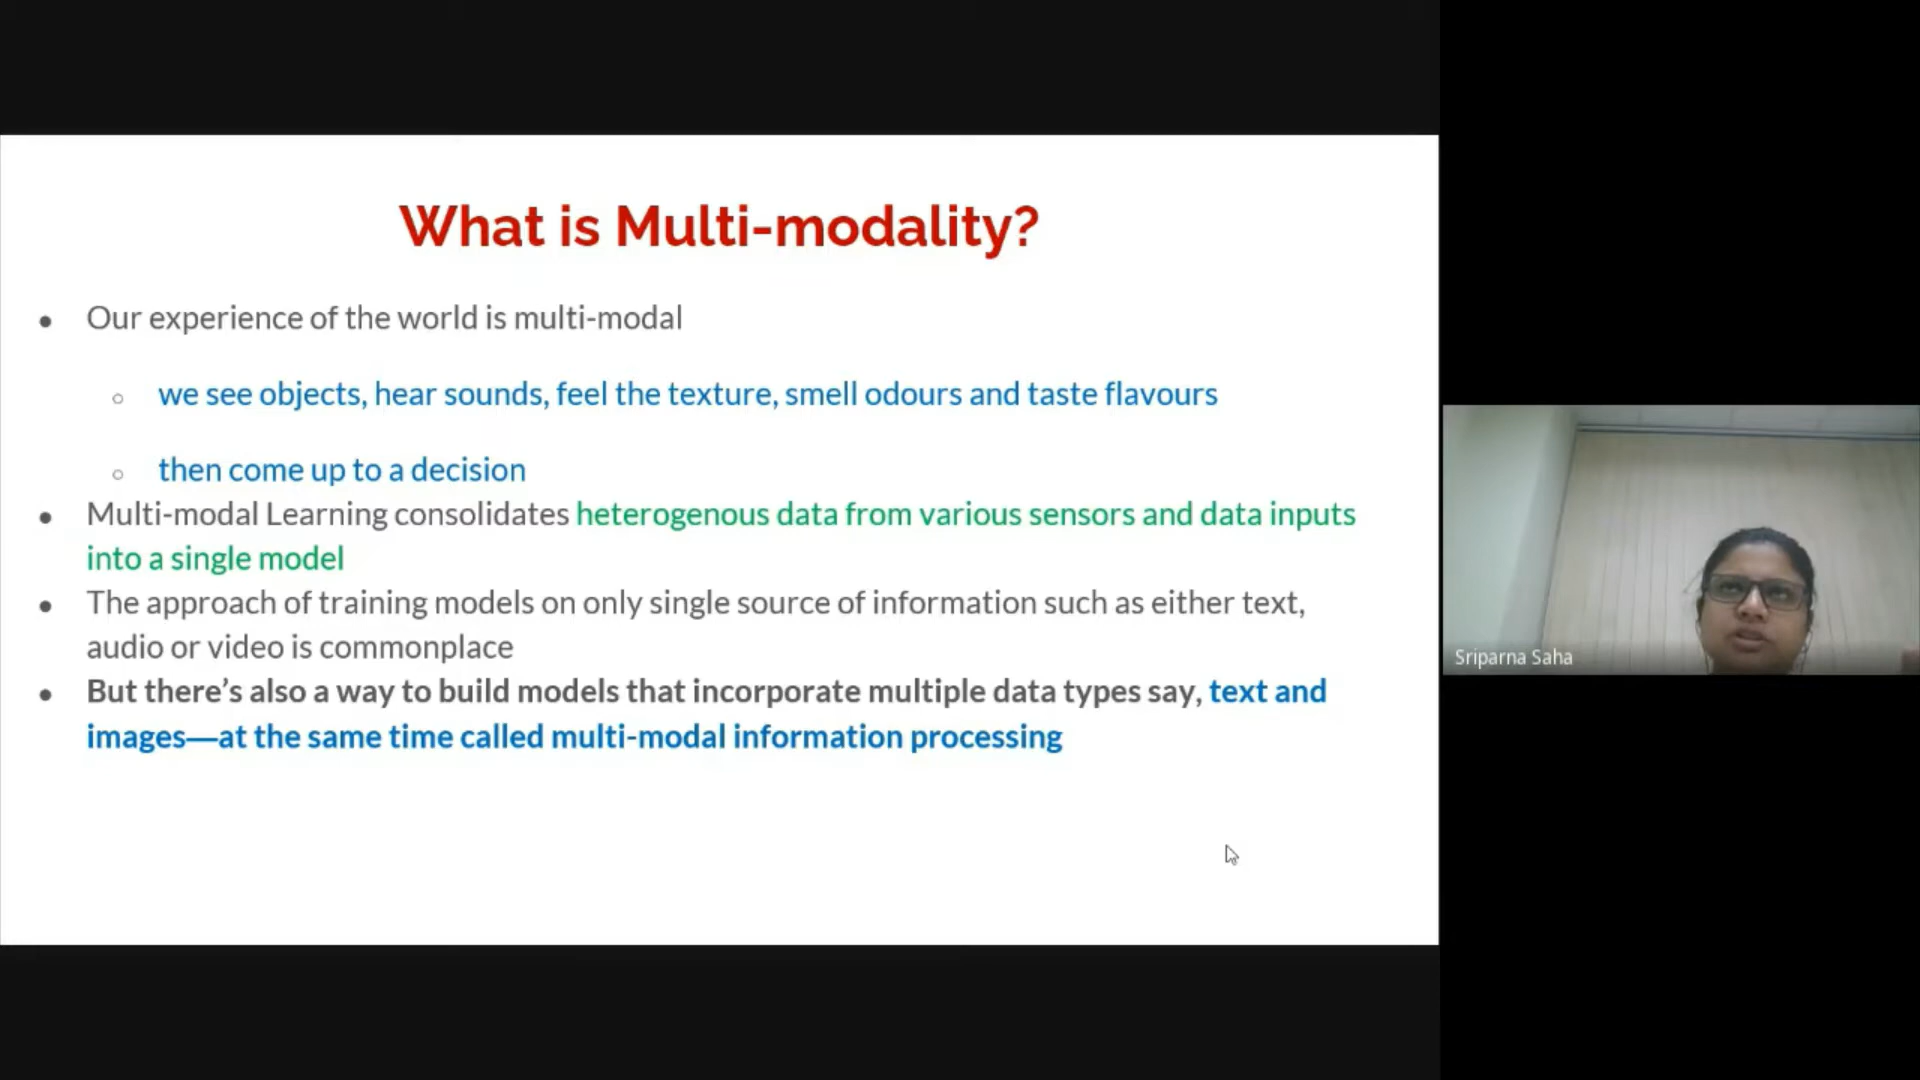 What is Multi-modality?
● Our experience of the world is multi-modal
○ we see objects, hear sounds, feel the texture, smell odours and taste flavours
○ then come up to a decision
● Multi-modal Learning consolidates heterogenous data from various sensors and data inputs
into a single model
● The approach of training models on only single source of information such as either text,
audio or video is commonplace
● But there's also a way to build models that incorporate multiple data types say, text and
images—at the same time called multi-modal information processing
Sriparna Saha